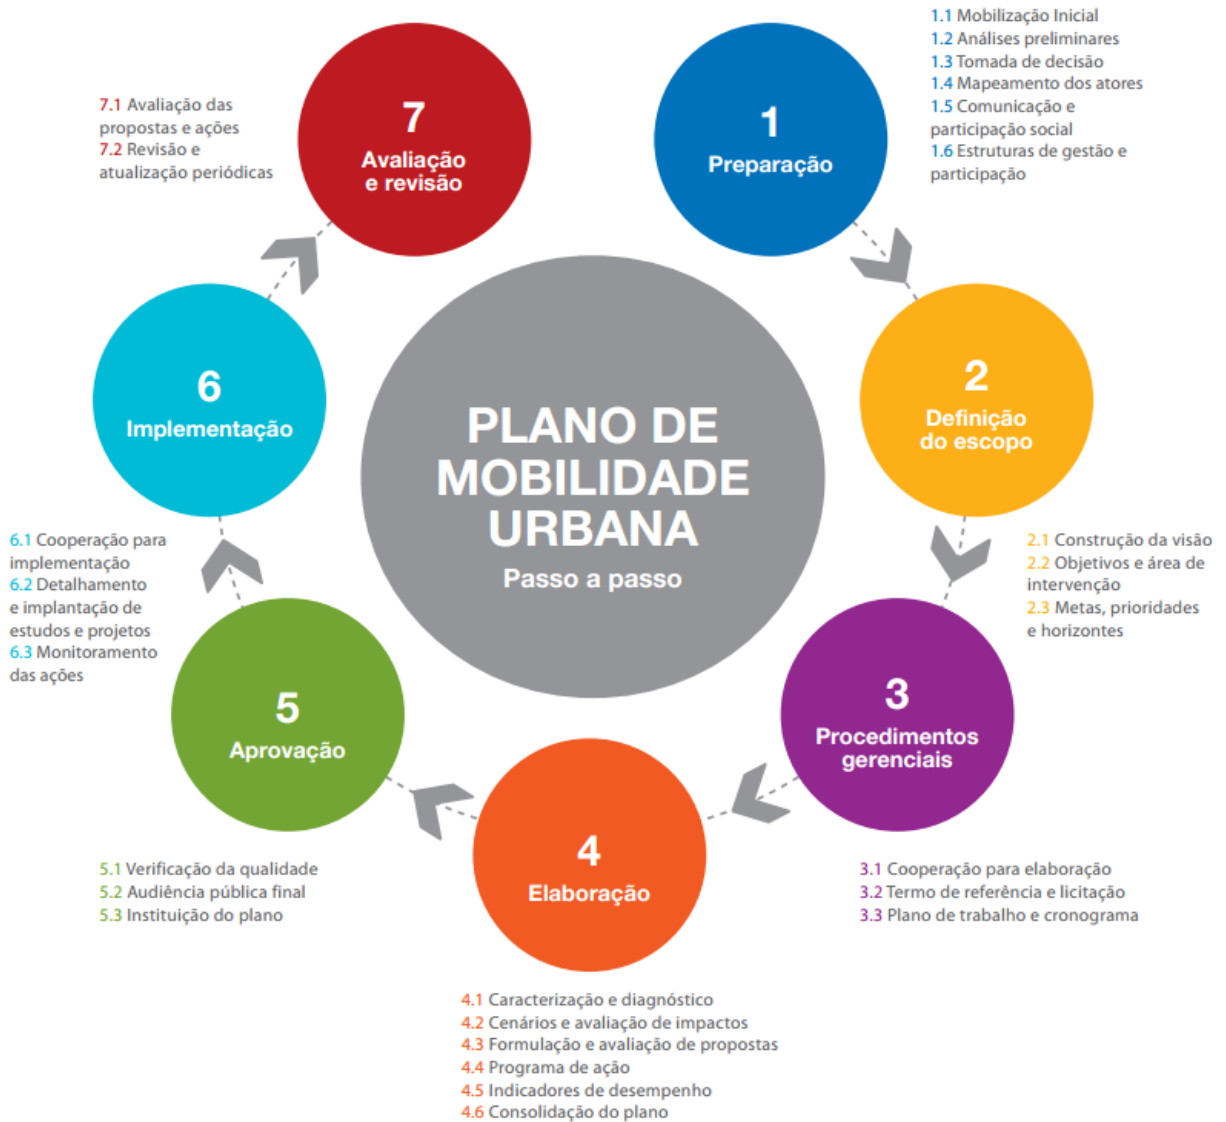 PLANO DE
MOBILIDADE
URBANA
Passo a passo
1
Preparação
1.1 Mobilização Inicial
1.2 Análises preliminares
1.3 Tomada de decisão
1.4 Mapeamento dos atores
1.5 Comunicação e
participação social
1.6 Estruturas de gestão e
participação
2
Definição
do escopo
2.1 Construção da visão
2.2 Objetivos e área de
intervenção
2.3 Metas, prioridades
e horizontes
3
Procedimentos
gerenciais
3.1 Cooperação para elaboração
3.2 Termo de referência e licitação
3.3 Plano de trabalho e cronograma
4
Elaboração
4.1 Caracterização e diagnóstico
4.2 Cenários e avaliação de impactos
4.3 Formulação e avaliação de propostas
4.4 Programa de ação
4.5 Indicadores de desempenho
4.6 Consolidação do plano
5
Aprovação
5.1 Verificação da qualidade
5.2 Audiência pública final
5.3 Instituição do plano
6
Implementação
6.1 Cooperação para
implementação
6.2 Detalhamento
e implantação de
estudos e projetos
6.3 Monitoramento
das ações
7
Avaliação
e revisão
7.1 Avaliação das
propostas e ações
7.2 Revisão e
atualização periódicas